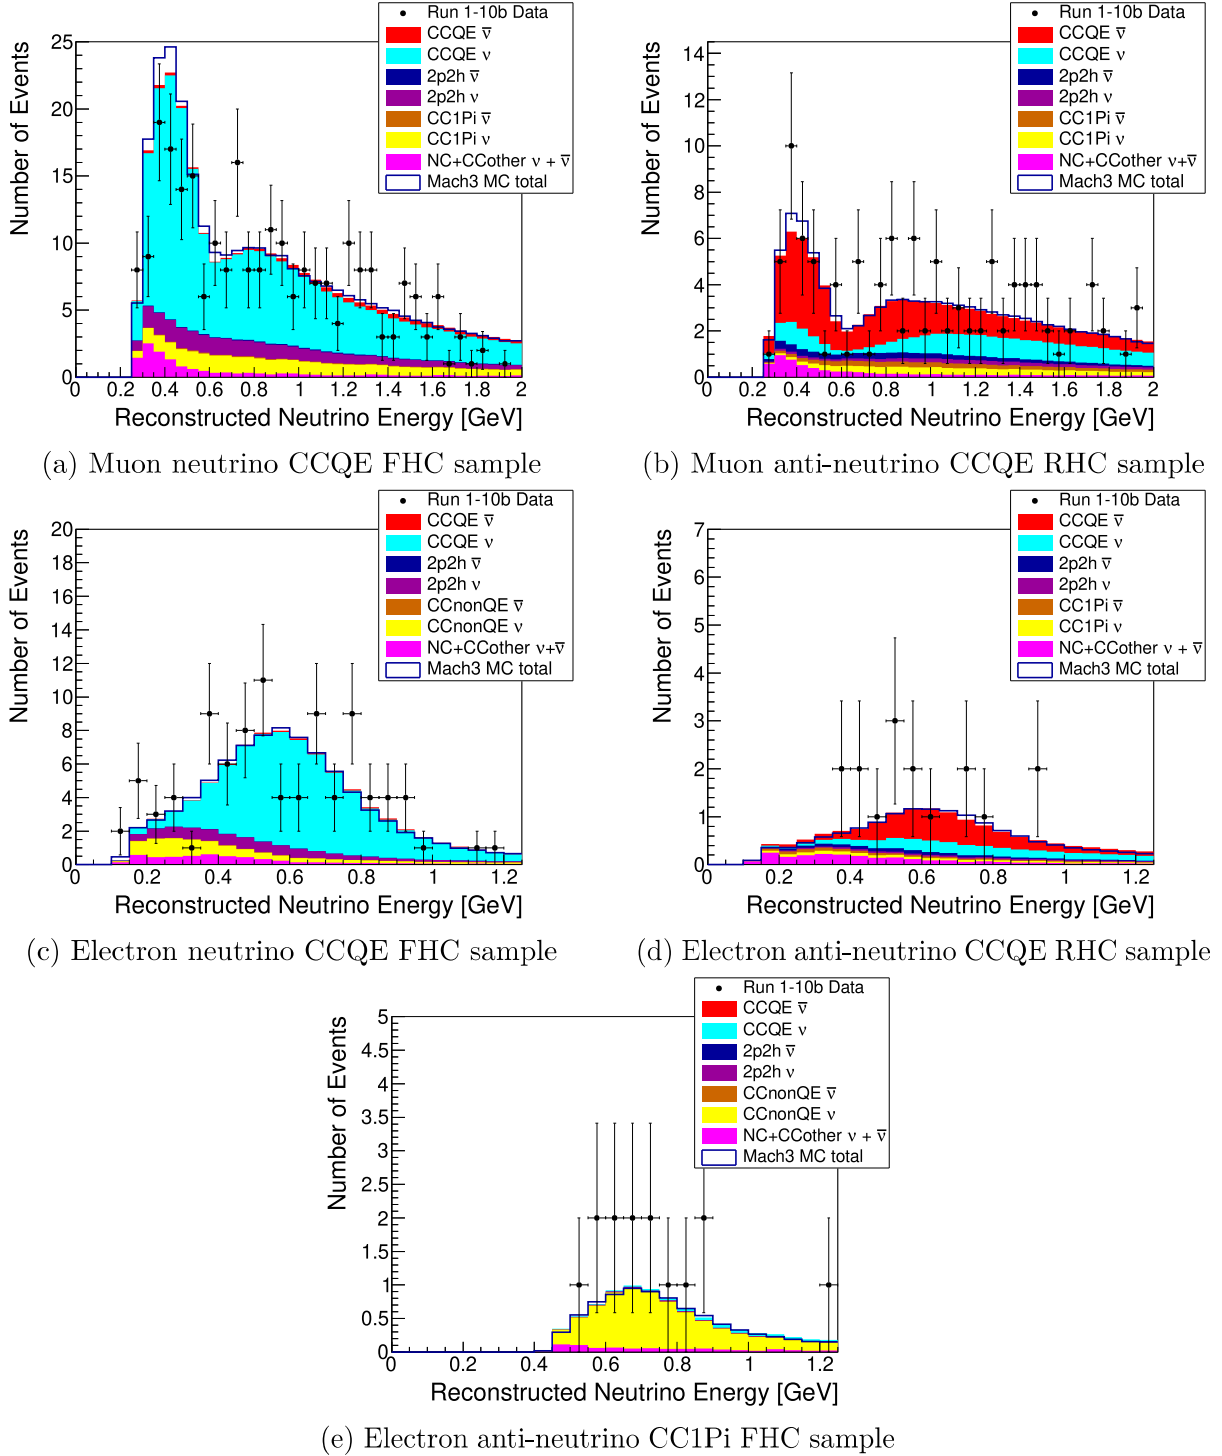 Run 1-10b Data
CCQE ν̅
CCQE ν
2p2h ν̅
2p2h ν
CC1Pi ν̅
CC1Pi ν
NC+CCother ν + ν̅
Mach3 MC total
Number of Events
25
20
15
10
5
0
0 0.2 0.4 0.6 0.8 1 1.2 1.4 1.6 1.8 2
Reconstructed Neutrino Energy [GeV]
(a) Muon neutrino CCQE FHC sample
Run 1-10b Data
CCQE ν̅
CCQE ν
2p2h ν̅
2p2h ν
CC1Pi ν̅
CC1Pi ν
NC+CCother ν+ν̅
Mach3 MC total
Number of Events
14
12
10
8
6
4
2
0
0 0.2 0.4 0.6 0.8 1 1.2 1.4 1.6 1.8 2
Reconstructed Neutrino Energy [GeV]
(b) Muon anti-neutrino CCQE RHC sample
Run 1-10b Data
CCQE ν̅
CCQE ν
2p2h ν̅
2p2h ν
CCnonQE ν̅
CCnonQE ν
NC+CCother ν+ν̅
Mach3 MC total
Number of Events
20
18
16
14
12
10
8
6
4
2
0
0 0.2 0.4 0.6 0.8 1 1.2
Reconstructed Neutrino Energy [GeV]
(c) Electron neutrino CCQE FHC sample
Run 1-10b Data
CCQE ν̅
CCQE ν
2p2h ν̅
2p2h ν
CC1Pi ν̅
CC1Pi ν
NC+CCother ν + ν̅
Mach3 MC total
Number of Events
7
6
5
4
3
2
1
0
0 0.2 0.4 0.6 0.8 1 1.2
Reconstructed Neutrino Energy [GeV]
(d) Electron anti-neutrino CCQE RHC sample
Run 1-10b Data
CCQE ν̅
CCQE ν
2p2h ν̅
2p2h ν
CCnonQE ν̅
CCnonQE ν
NC+CCother ν + ν̅
Mach3 MC total
Number of Events
5
4.5
4
3.5
3
2.5
2
1.5
1
0.5
0
0 0.2 0.4 0.6 0.8 1 1.2
Reconstructed Neutrino Energy [GeV]
(e) Electron anti-neutrino CC1Pi FHC sample